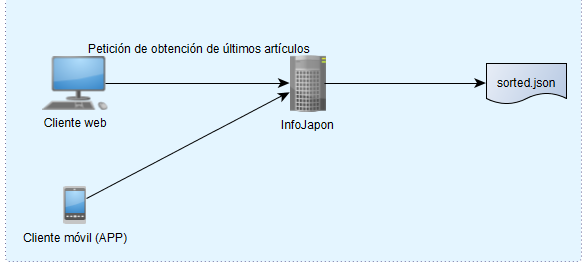 Petición de obtención de últimos artículos
sorted.json
Cliente web
InfoJapon
Cliente móvil (APP)